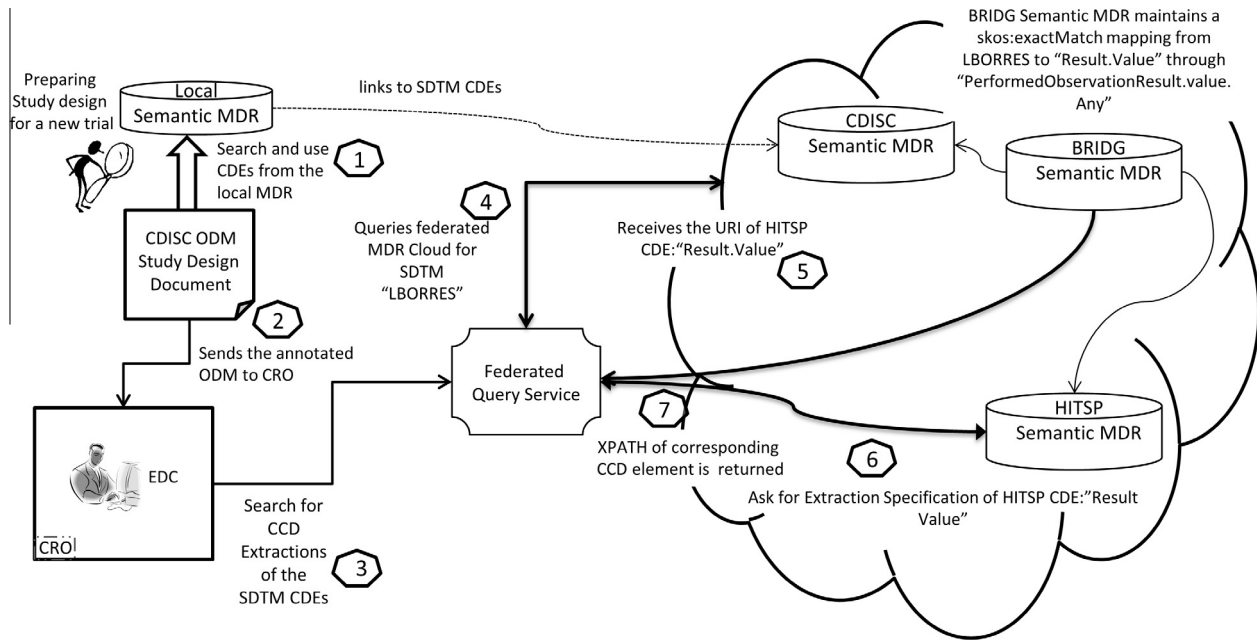 Preparing
Study design
for a new trial
Local
Semantic MDR
links to SDTM CDEs
BRIDG Semantic MDR maintains a
skos:exactMatch mapping from
LBORRES to “Result.Value” through
“PerformedObservationResult.value.
Any”
CDISC
Semantic MDR
BRIDG
Semantic MDR
Search and use
CDEs from the
local MDR
1
CDISC ODM
Study Design
Document
2
Sends the annotated
ODM to CRO
4
Queries federated
MDR Cloud for
SDTM
“LBORRES”
Receives the URI of HITSP
CDE:“Result.Value”
5
Federated
Query Service
7
XPATH of corresponding
CCD element is returned
HITSP
Semantic MDR
6
Ask for Extraction Specification of HITSP CDE:”Result
Value”
EDC
CRO
Search for
CCD
Extractions
of the
SDTM CDEs
3